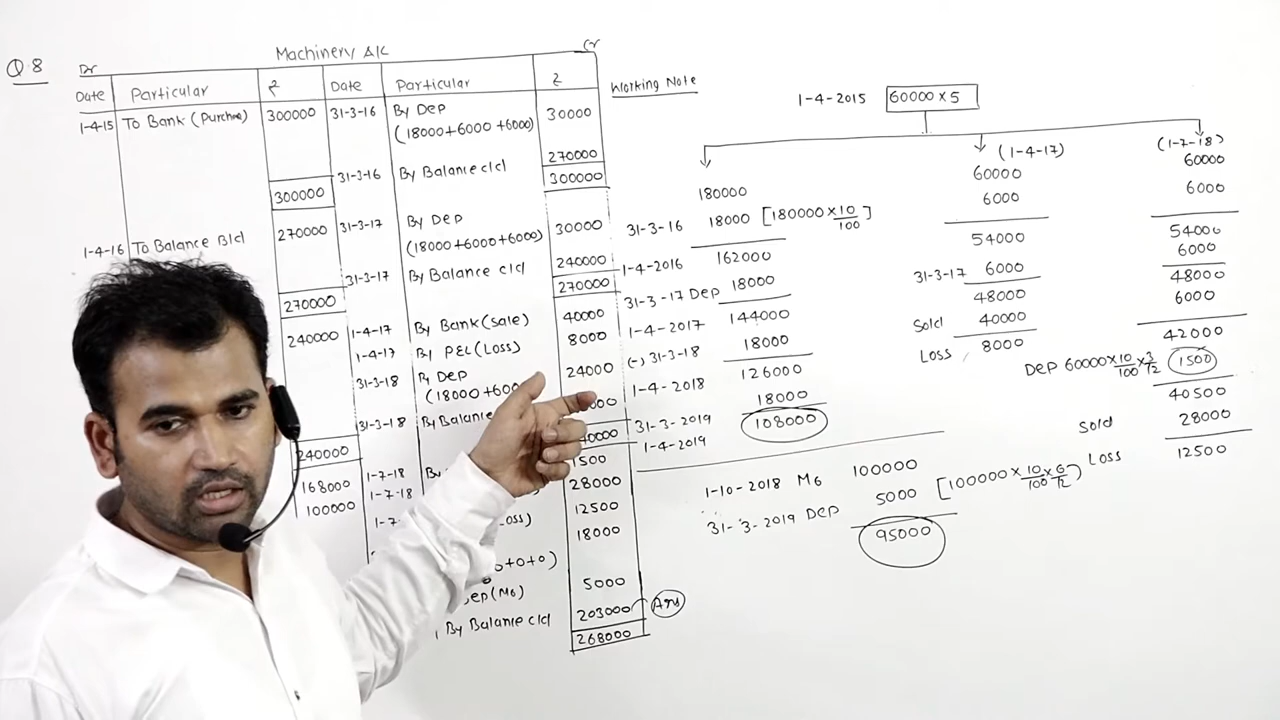 Q 8
Machinery A/c
Dr
Cr
Date Particular ₹ Date Particular ₹
1-4-15 To Bank (Purchase) 300000 31-3-16 By Dep 30000
(18000+6000+6000)
31-3-16 By Balance c/d 270000
300000 300000
1-4-16 To Balance B/d 270000 31-3-17 By Dep 30000
(18000+6000+6000)
31-3-17 By Balance c/d 240000
270000 270000
240000 1-4-17 By Bank (Sale) 40000
1-4-17 By P&L (Loss) 8000
31-3-18 By Dep 24000
(18000+600
31-3-18 By Balance
240000
168000 1-7-18 1500
100000 1-7-18 28000
1-7- oss) 12500
18000
+0+0)
Dep (M6) 5000
By Balance c/d 203000 Ans
268000
Working Note
1-4-2015 60000 × 5
180000
31-3-16 18000 [180000 × 10/100]
1-4-2016 162000
31-3-17 Dep 18000
1-4-2017 144000
(-) 31-3-18 18000
1-4-2018 126000
31-3-2019 18000
1-4-2019 108000
(1-4-17)
60000
6000
54000
31-3-17 6000
48000
Sold 40000
Loss 8000
(1-7-18)
60000
6000
54000
6000
48000
6000
42000
Dep 60000 × 10/100 × 3/12 1500
40500
Sold 28000
Loss 12500
1-10-2018 M6 100000
31-3-2019 Dep 5000 [100000 × 10/100 × 6/12]
95000